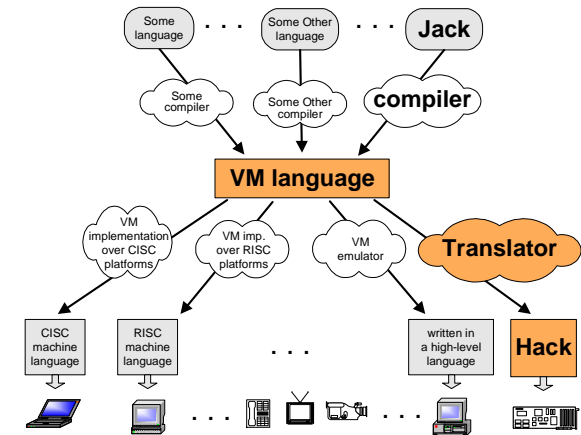 Some
language
. . .
Some Other
language
. . .
Jack
Some
compiler
Some Other
compiler
compiler
VM language
VM
implementation
over CISC
platforms
VM imp.
over RISC
platforms
VM
emulator
Translator
CISC
machine
language
RISC
machine
language
. . .
written in
a high-level
language
Hack
. . .
. . .